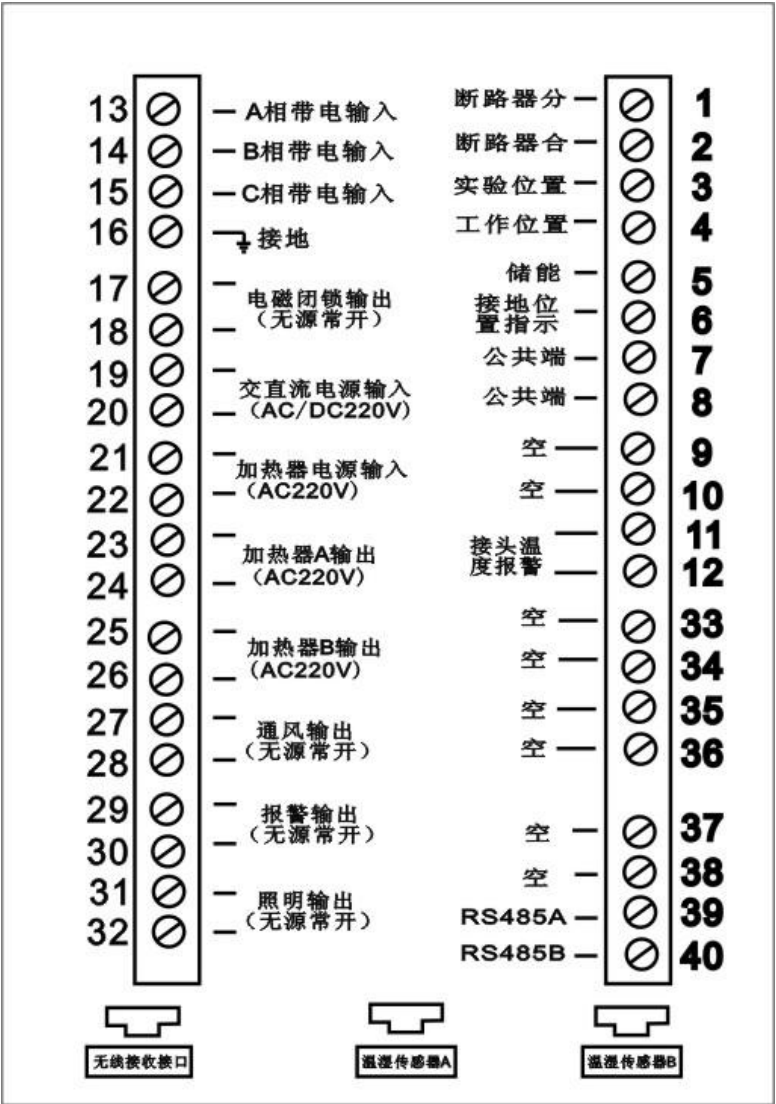 13 A相带电输入
14 B相带电输入
15 C相带电输入
16 接地
17
电磁闭锁输出
（无源常开）
18
19
交直流电源输入
20 （AC/DC220V）
21
加热器电源输入
22 （AC220V）
23
加热器A输出
24 （AC220V）
25
加热器B输出
26 （AC220V）
27
通风输出
28 （无源常开）
29
报警输出
30 （无源常开）
31
照明输出
32 （无源常开）
断路器分 1
断路器合 2
实验位置 3
工作位置 4
储能 5
接地位
置指示 6
公共端 7
公共端 8
空 9
空 10
11
接头温
度报警 12
空 33
空 34
空 35
空 36
空 37
空 38
RS485A 39
RS485B 40
无线接收接口
温湿传感器A
温湿传感器B